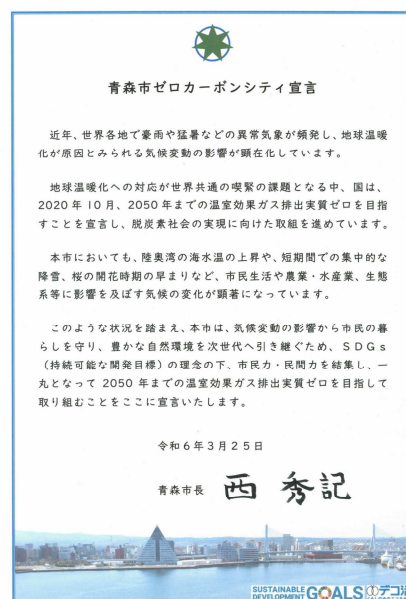 青森市ゼロカーボンシティ宣言
近年、世界各地で豪雨や猛暑などの異常気象が頻発し、地球温暖
化が原因とみられる気候変動の影響が顕在化しています。
地球温暖化への対応が世界共通の喫緊の課題となる中、国は、
2020年10月、2050年までの温室効果ガス排出実質ゼロを目指
すことを宣言し、脱炭素社会の実現に向けた取組を進めています。
本市においても、陸奥湾の海水温の上昇や、短期間での集中的な
降雪、桜の開花時期の早まりなど、市民生活や農業・水産業、生態
系等に影響を及ぼす気候の変化が顕著になっています。
このような状況を踏まえ、本市は、気候変動の影響から市民の暮
らしを守り、豊かな自然環境を次世代へ引き継ぐため、SDGs
(持続可能な開発目標)の理念の下、市民力・民間力を結集し、一
丸となって2050年までの温室効果ガス排出実質ゼロを目指して
取り組むことをここに宣言いたします。
令和6年3月25日
青森市長 西 秀記
SUSTAINABLE
DEVELOPMENT GOALS
デコ活